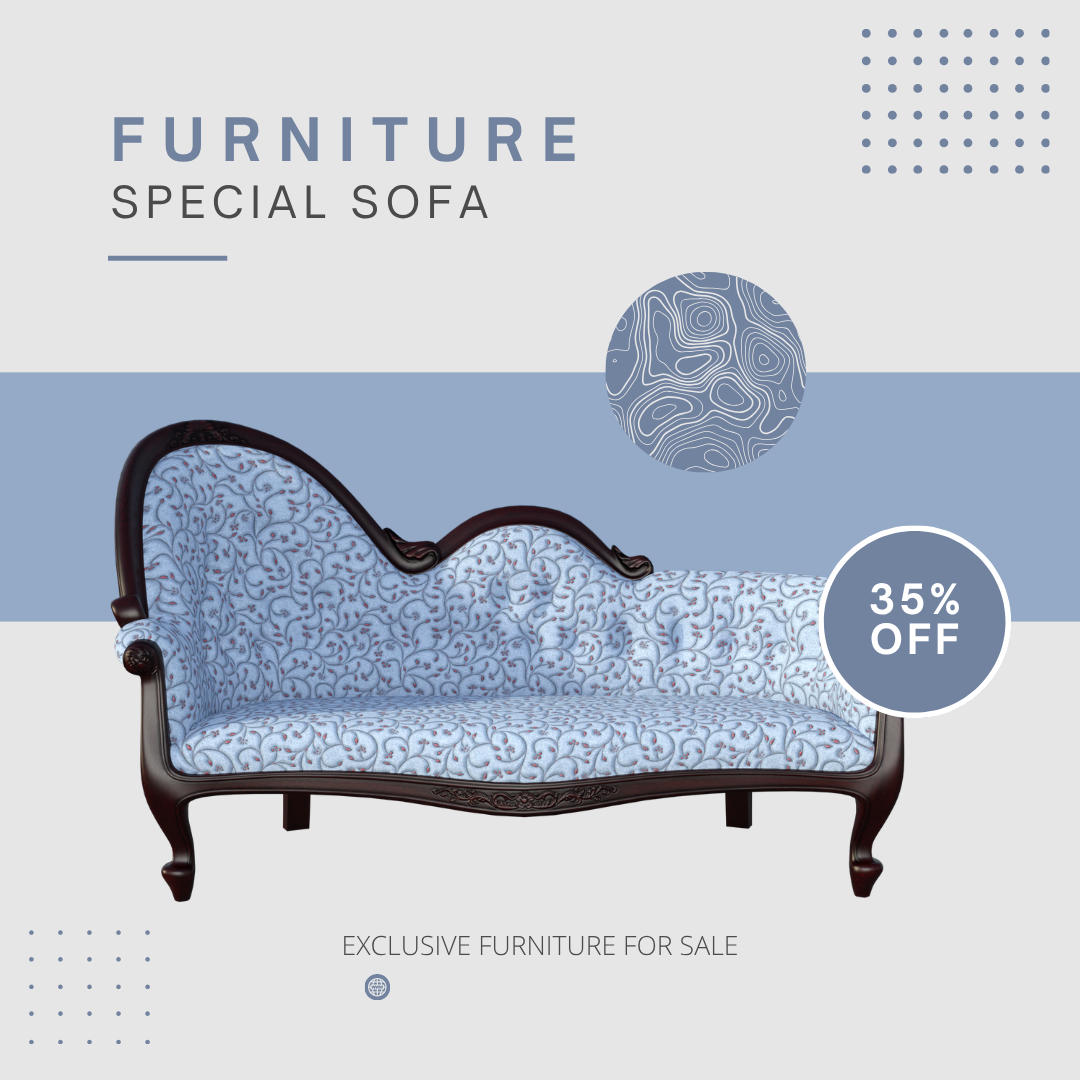 FURNITURE
SPECIAL SOFA
35%
OFF
EXCLUSIVE FURNITURE FOR SALE